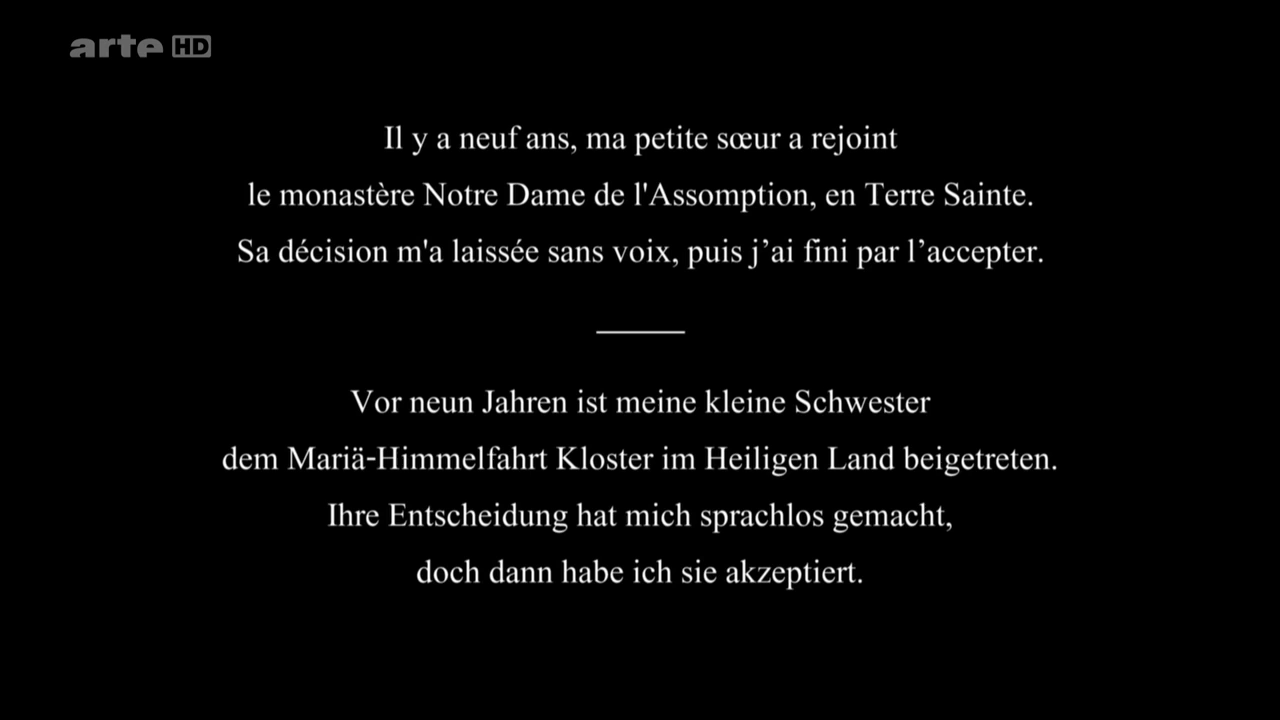 arte HD
Il y a neuf ans, ma petite sœur a rejoint
le monastère Notre Dame de l'Assomption, en Terre Sainte.
Sa décision m'a laissée sans voix, puis j’ai fini par l’accepter.
Vor neun Jahren ist meine kleine Schwester
dem Mariä-Himmelfahrt Kloster im Heiligen Land beigetreten.
Ihre Entscheidung hat mich sprachlos gemacht,
doch dann habe ich sie akzeptiert.